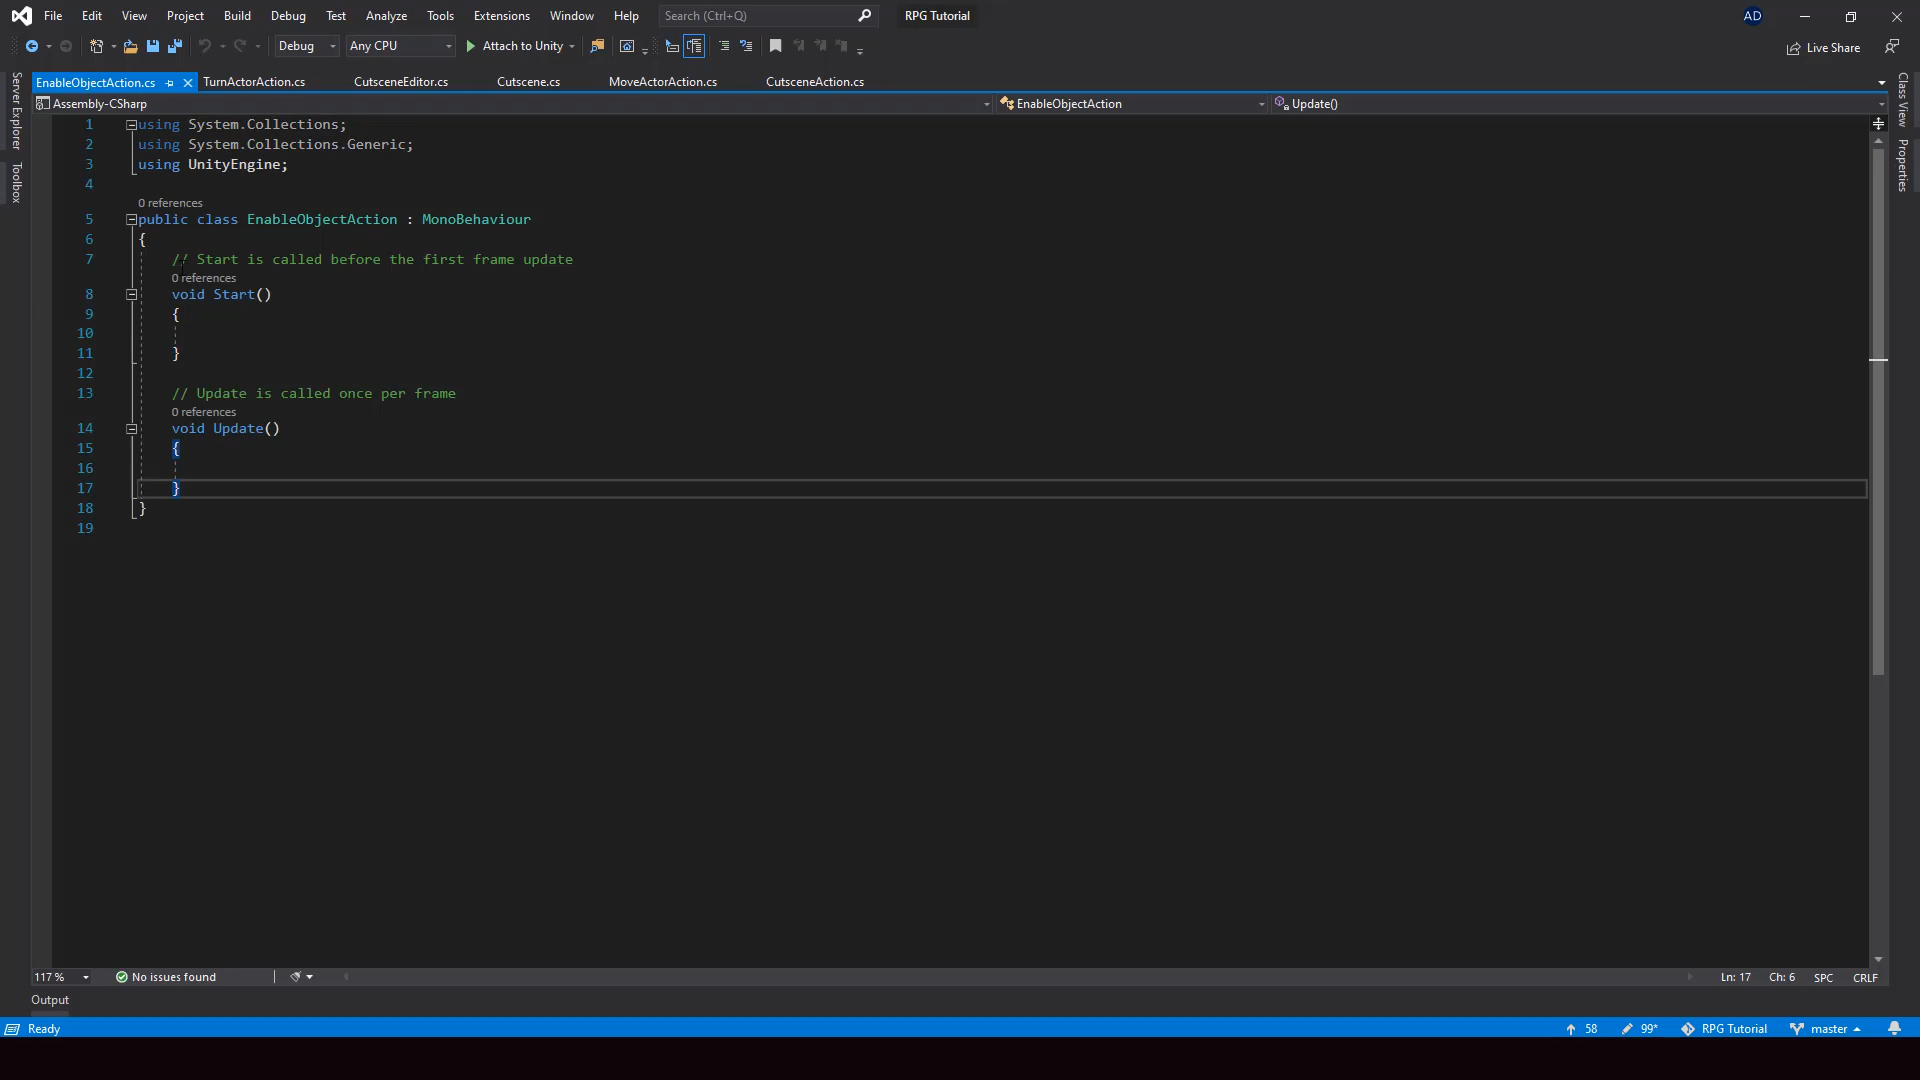 File Edit View Project Build Debug Test Analyze Tools Extensions Window Help Search (Ctrl+Q) RPG Tutorial AD
Debug Any CPU Attach to Unity Live Share
EnableObjectAction.cs TurnActorAction.cs CutsceneEditor.cs Cutscene.cs MoveActorAction.cs CutsceneAction.cs
Assembly-CSharp EnableObjectAction Update()
Server Explorer
Toolbox
Class View
Properties
1 using System.Collections;
2 using System.Collections.Generic;
3 using UnityEngine;
4
0 references
5 public class EnableObjectAction : MonoBehaviour
6 {
7 // Start is called before the first frame update
0 references
8 void Start()
9 {
10
11 }
12
13 // Update is called once per frame
0 references
14 void Update()
15 {
16
17 }
18 }
19
117 % No issues found Ln: 17 Ch: 6 SPC CRLF
Output
Ready 58 99* RPG Tutorial master